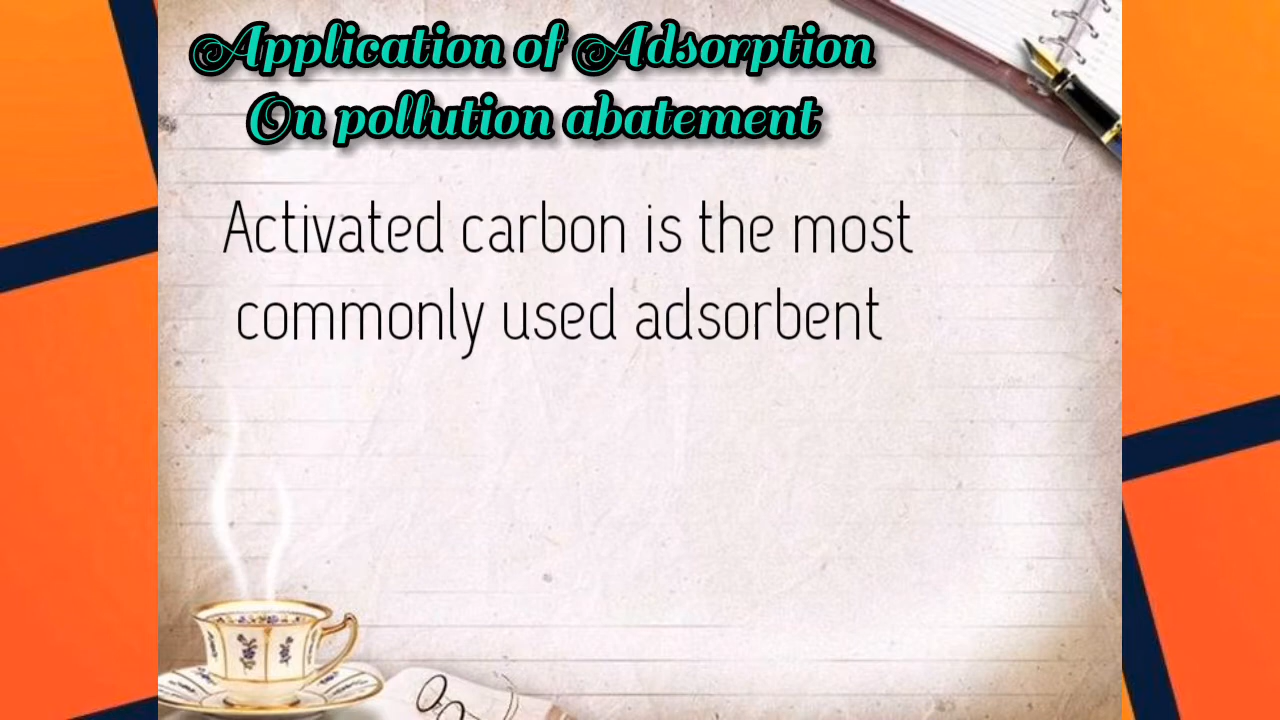 Application of Adsorption
On pollution abatement
Activated carbon is the most
commonly used adsorbent